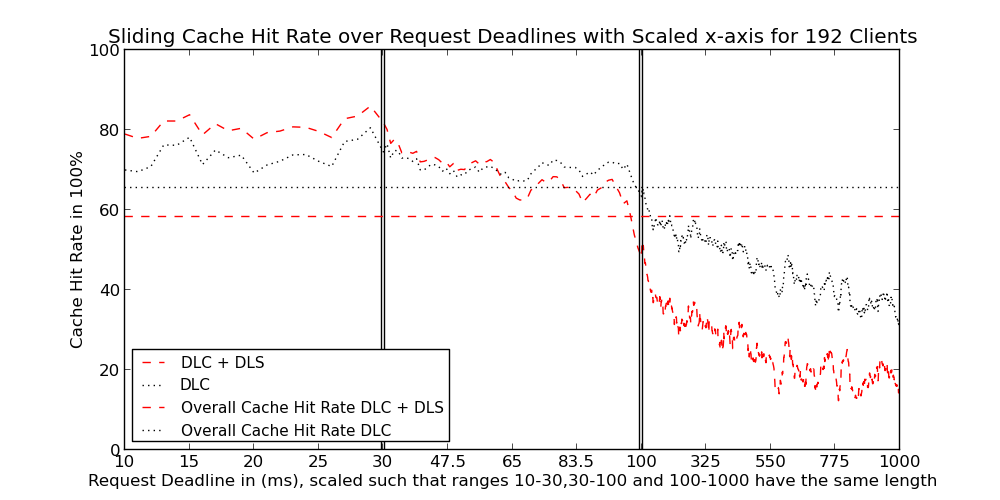 Sliding Cache Hit Rate over Request Deadlines with Scaled x-axis for 192 Clients
100
80
60
40
20
0
Cache Hit Rate in 100%
DLC + DLS
DLC
Overall Cache Hit Rate DLC + DLS
Overall Cache Hit Rate DLC
10 15 20 25 30 47.5 65 83.5 100 325 550 775 1000
Request Deadline in (ms), scaled such that ranges 10-30,30-100 and 100-1000 have the same length